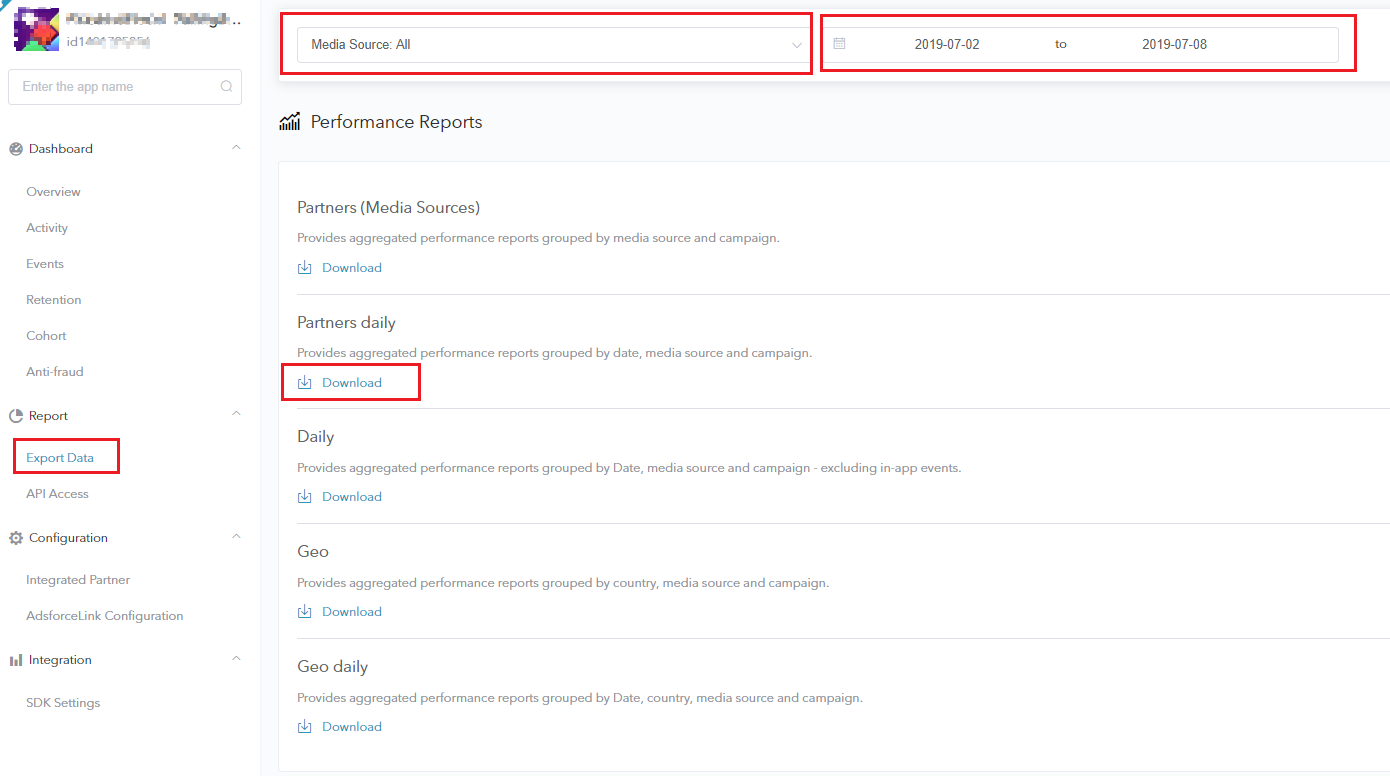 Enter the app name
Dashboard
Overview
Activity
Events
Retention
Cohort
Anti-fraud
Report
Export Data
API Access
Configuration
Integrated Partner
AdsforceLink Configuration
Integration
SDK Settings
Media Source: All
2019-07-02 to 2019-07-08
Performance Reports
Partners (Media Sources)
Provides aggregated performance reports grouped by media source and campaign.
Download
Partners daily
Provides aggregated performance reports grouped by date, media source and campaign.
Download
Daily
Provides aggregated performance reports grouped by Date, media source and campaign - excluding in-app events.
Download
Geo
Provides aggregated performance reports grouped by country, media source and campaign.
Download
Geo daily
Provides aggregated performance reports grouped by Date, country, media source and campaign.
Download